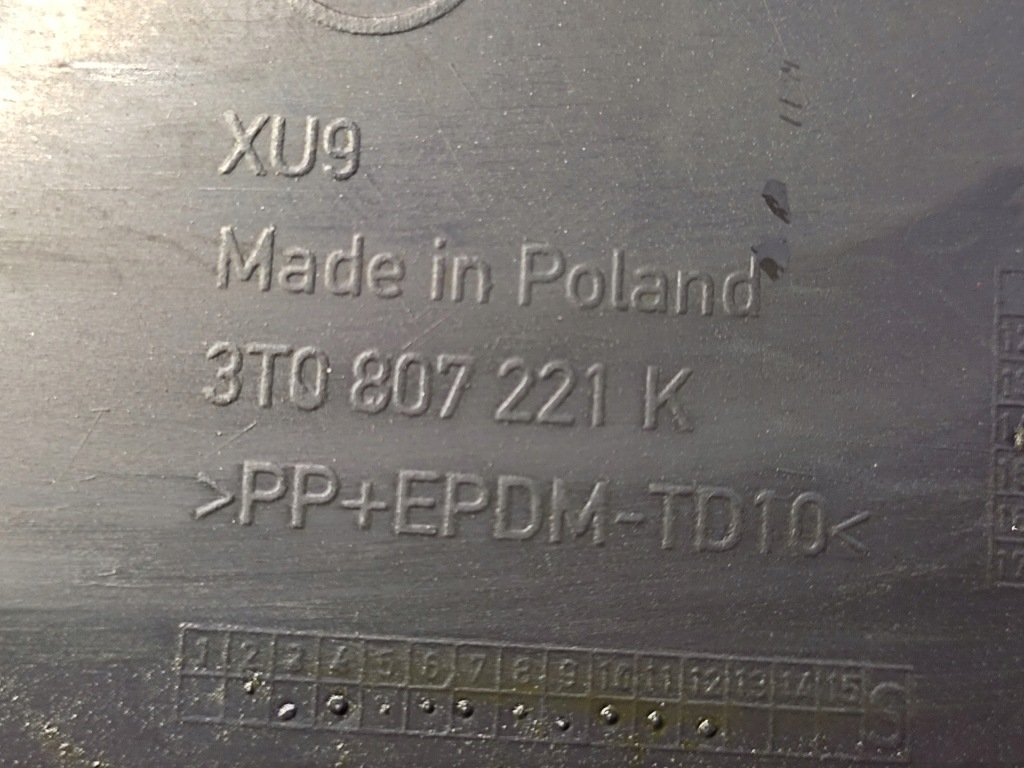 XU9
Made in Poland
3T0 807 221 K
>PP+EPDM-TD10<
1 2 3 4 5 6 7 8 9 10 11 12 13 14 15 S